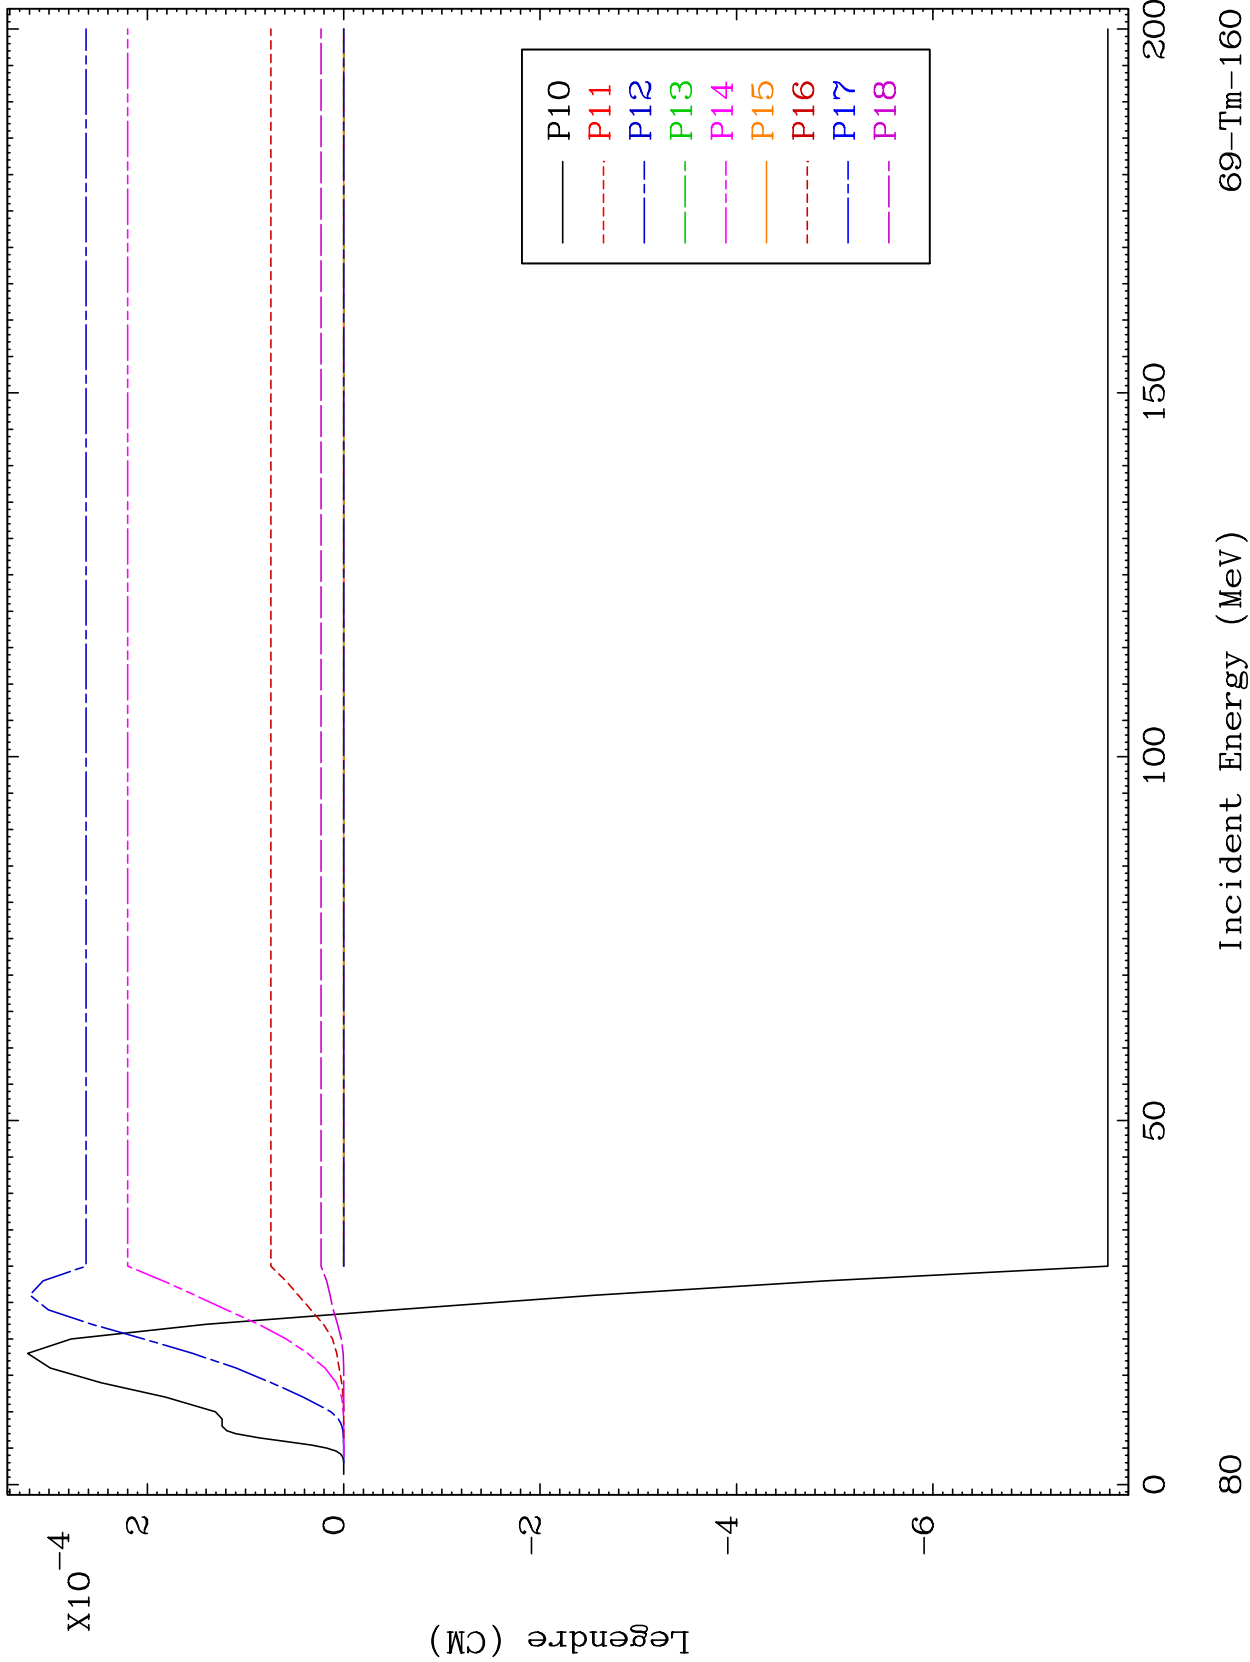 X10⁻⁴
2
0
-2
-4
-6
Legendre (CM)
P10
P11
P12
P13
P14
P15
P16
P17
P18
0
50
100
150
200
80
Incident Energy (MeV)
69-Tm-160